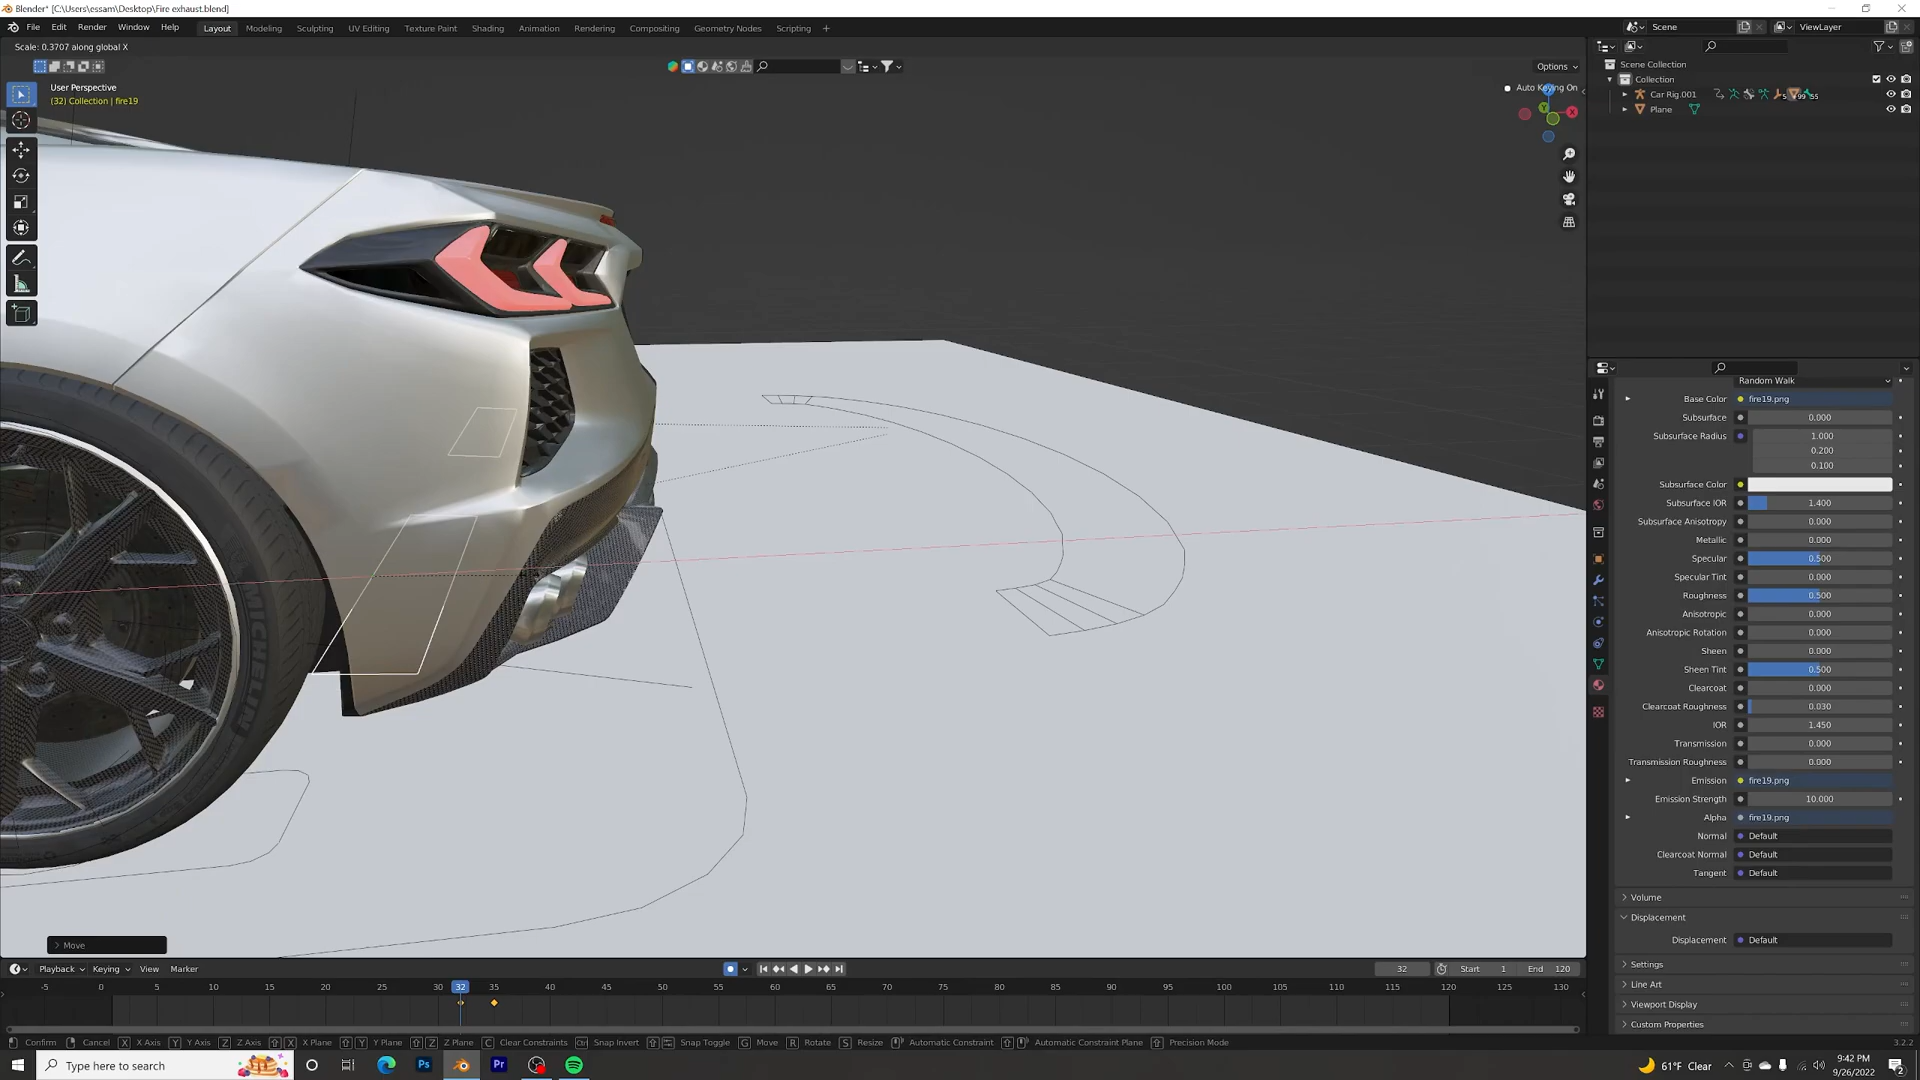 Blender* [C:\Users\essam\Desktop\Fire exhaust.blend]
File Edit Render Window Help Layout Modeling Sculpting UV Editing Texture Paint Shading Animation Rendering Compositing Geometry Nodes Scripting + Scene ViewLayer
Scale: 0.3707 along global X
Options
User Perspective
(32) Collection | fire19
Auto Keying On
Scene Collection
Collection
Car Rig.001
Plane
Random Walk
Base Color fire19.png
Subsurface 0.000
Subsurface Radius 1.000
0.200
0.100
Subsurface Color
Subsurface IOR 1.400
Subsurface Anisotropy 0.000
Metallic 0.000
Specular 0.500
Specular Tint 0.000
Roughness 0.500
Anisotropic 0.000
Anisotropic Rotation 0.000
Sheen 0.000
Sheen Tint 0.500
Clearcoat 0.000
Clearcoat Roughness 0.030
IOR 1.450
Transmission 0.000
Transmission Roughness 0.000
Emission fire19.png
Emission Strength 10.000
Alpha fire19.png
Normal Default
Clearcoat Normal Default
Tangent Default
Volume
Displacement
Displacement Default
Settings
Line Art
Viewport Display
Custom Properties
MICHELIN
Move
Playback Keying View Marker 32 Start 1 End 120
-5 0 5 10 15 20 25 30 32 35 40 45 50 55 60 65 70 75 80 85 90 95 100 105 110 115 120 125 130
Confirm Cancel X X Axis Y Y Axis Z Z Axis X X Plane Y Y Plane Z Z Plane C Clear Constraints Snap Invert Snap Toggle G Move R Rotate S Resize Automatic Constraint Automatic Constraint Plane Precision Mode 3.2.2
Type here to search Ps Pr 61°F Clear 9:42 PM
9/26/2022
2